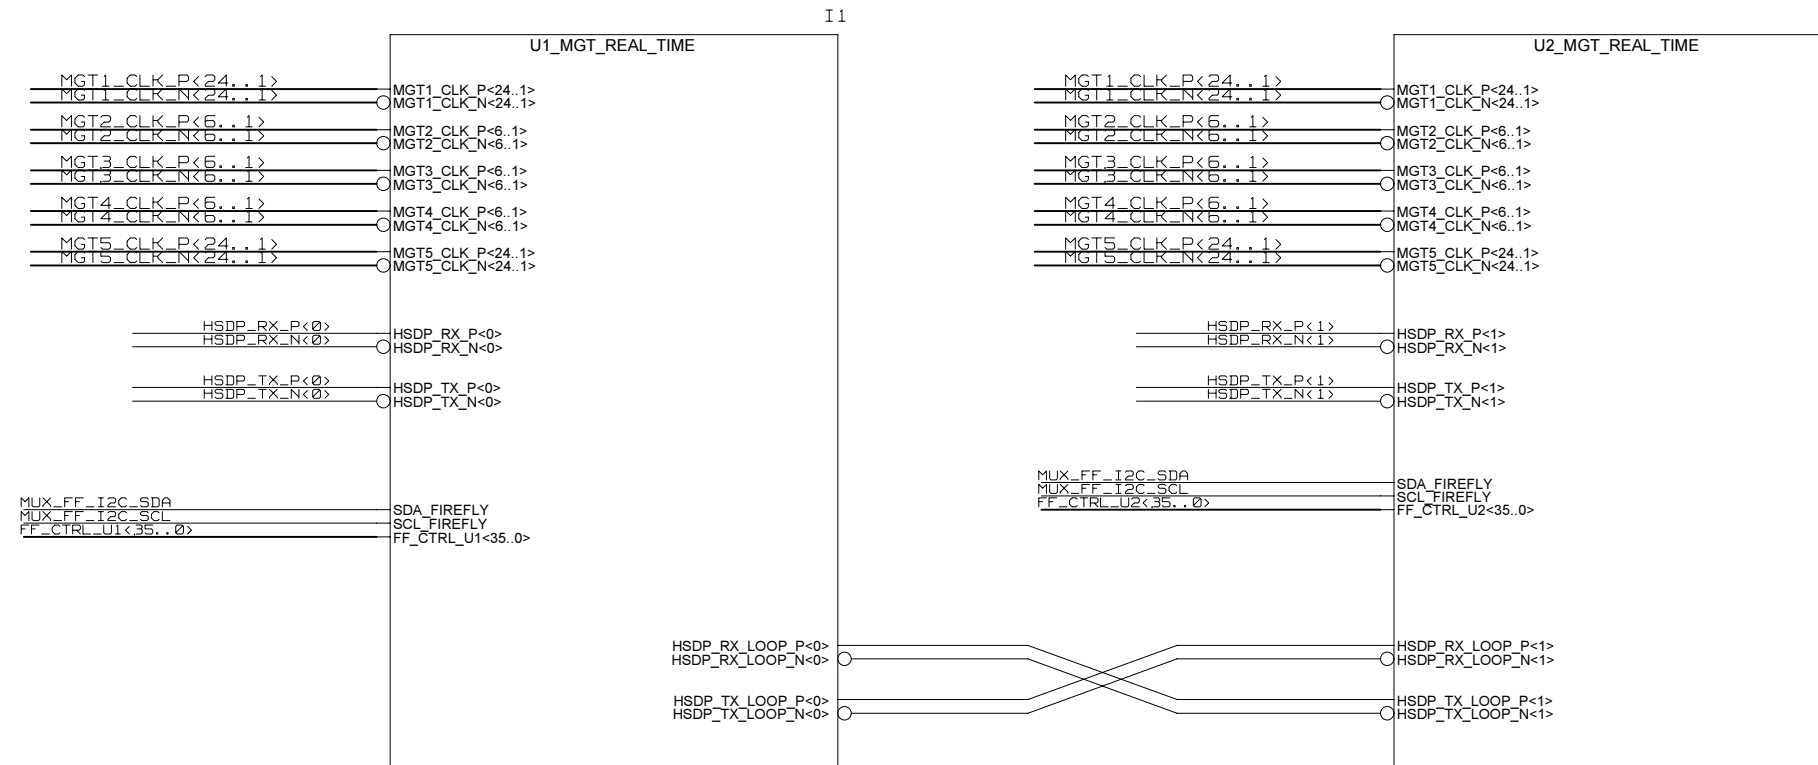 I1
U1_MGT_REAL_TIME
MGT1_CLK_P<24..1>
MGT1_CLK_N<24..1>
MGT1_CLK_P<24..1>
MGT1_CLK_N<24..1>
MGT2_CLK_P<6..1>
MGT2_CLK_N<6..1>
MGT2_CLK_P<6..1>
MGT2_CLK_N<6..1>
MGT3_CLK_P<6..1>
MGT3_CLK_N<6..1>
MGT3_CLK_P<6..1>
MGT3_CLK_N<6..1>
MGT4_CLK_P<6..1>
MGT4_CLK_N<6..1>
MGT4_CLK_P<6..1>
MGT4_CLK_N<6..1>
MGT5_CLK_P<24..1>
MGT5_CLK_N<24..1>
MGT5_CLK_P<24..1>
MGT5_CLK_N<24..1>
HSDP_RX_P<0>
HSDP_RX_N<0>
HSDP_RX_P<0>
HSDP_RX_N<0>
HSDP_TX_P<0>
HSDP_TX_N<0>
HSDP_TX_P<0>
HSDP_TX_N<0>
MUX_FF_I2C_SDA
MUX_FF_I2C_SCL
FF_CTRL_U1<35..0>
SDA_FIREFLY
SCL_FIREFLY
FF_CTRL_U1<35..0>
HSDP_RX_LOOP_P<0>
HSDP_RX_LOOP_N<0>
HSDP_TX_LOOP_P<0>
HSDP_TX_LOOP_N<0>
U2_MGT_REAL_TIME
MGT1_CLK_P<24..1>
MGT1_CLK_N<24..1>
MGT1_CLK_P<24..1>
MGT1_CLK_N<24..1>
MGT2_CLK_P<6..1>
MGT2_CLK_N<6..1>
MGT2_CLK_P<6..1>
MGT2_CLK_N<6..1>
MGT3_CLK_P<6..1>
MGT3_CLK_N<6..1>
MGT3_CLK_P<6..1>
MGT3_CLK_N<6..1>
MGT4_CLK_P<6..1>
MGT4_CLK_N<6..1>
MGT4_CLK_P<6..1>
MGT4_CLK_N<6..1>
MGT5_CLK_P<24..1>
MGT5_CLK_N<24..1>
MGT5_CLK_P<24..1>
MGT5_CLK_N<24..1>
HSDP_RX_P<1>
HSDP_RX_N<1>
HSDP_RX_P<1>
HSDP_RX_N<1>
HSDP_TX_P<1>
HSDP_TX_N<1>
HSDP_TX_P<1>
HSDP_TX_N<1>
MUX_FF_I2C_SDA
MUX_FF_I2C_SCL
FF_CTRL_U2<35..0>
SDA_FIREFLY
SCL_FIREFLY
FF_CTRL_U2<35..0>
HSDP_RX_LOOP_P<1>
HSDP_RX_LOOP_N<1>
HSDP_TX_LOOP_P<1>
HSDP_TX_LOOP_N<1>